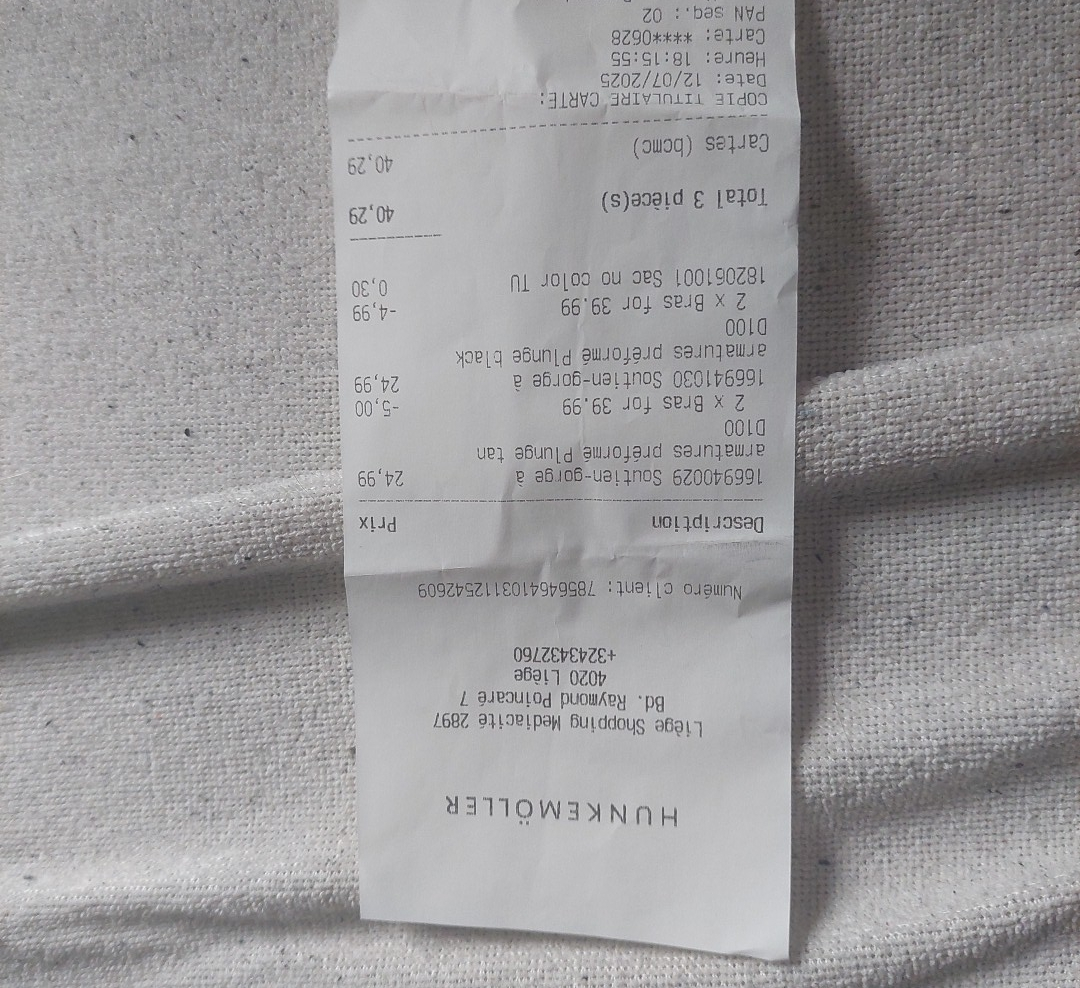 HUNKEMÖLLER
Liège Shopping Mediacité 2897
Bd. Raymond Poincaré 7
4020 Liège
+3243432760
Numéro client: 7856464103112542609
Description Prix
166940029 Soutien-gorge à 24,99
armatures préformé Plunge tan
D100
2 x Bras for 39.99 -5,00
166941030 Soutien-gorge à 24,99
armatures préformé Plunge black
D100
2 x Bras for 39.99 -4,99
182061001 Sac no color TU 0,30
Total 3 pièce(s) 40,29
Cartes (bcmc) 40,29
COPIE TITULAIRE CARTE:
Date: 12/07/2025
Heure: 18:15:55
Carte: ****0628
PAN seq.: 02